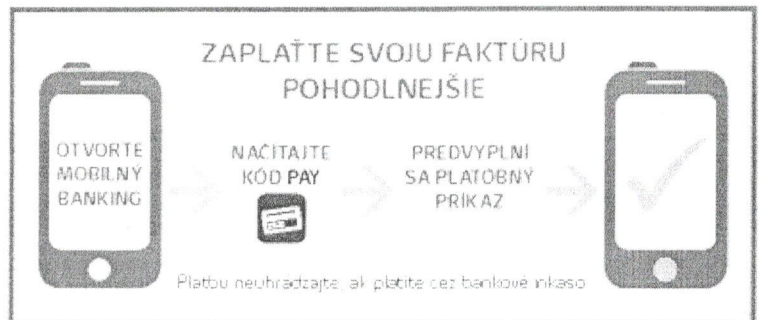 ZAPLAŤTE SVOJU FAKTÚRU
POHODLNEJŠIE
OTVORTE
MOBILNÝ
BANKING
NAČÍTAJTE
KÓD PAY
PREDVYPLNÍ
SA PLATOBNÝ
PRÍKAZ
Platbu neuhrádzajte, ak platíte cez bankové inkaso